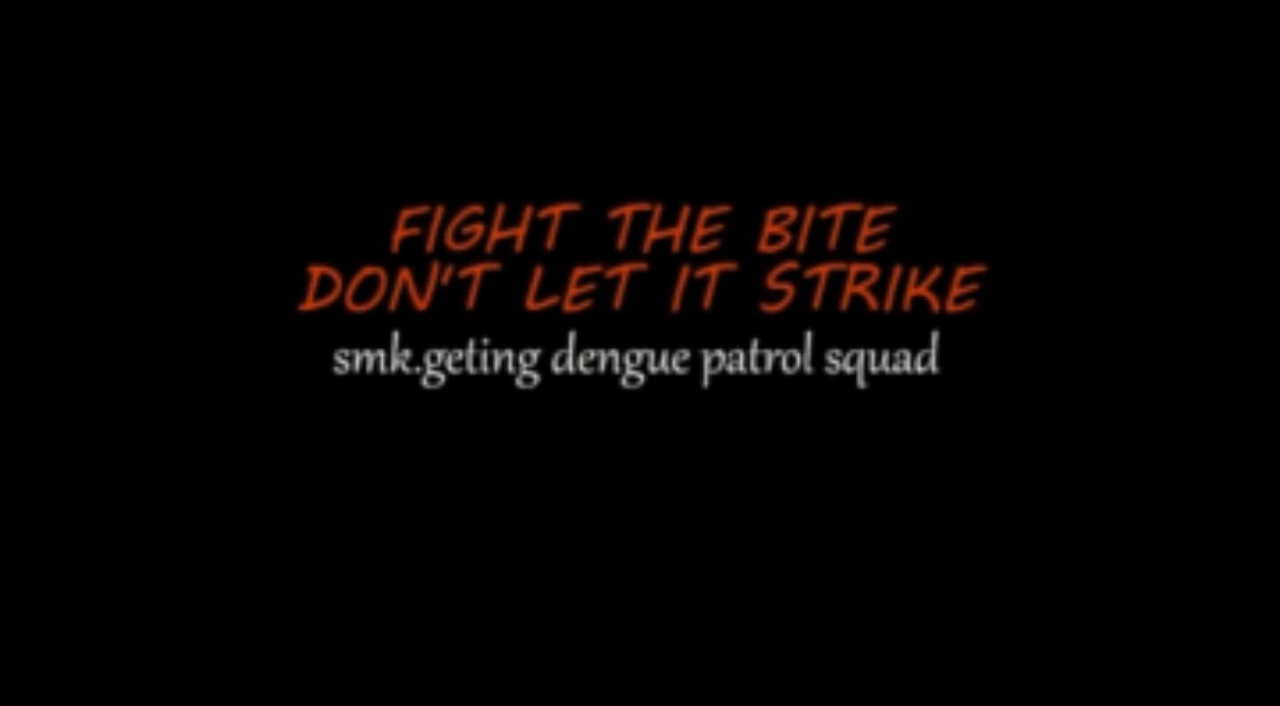 FIGHT THE BITE
DON'T LET IT STRIKE
smk.geting dengue patrol squad